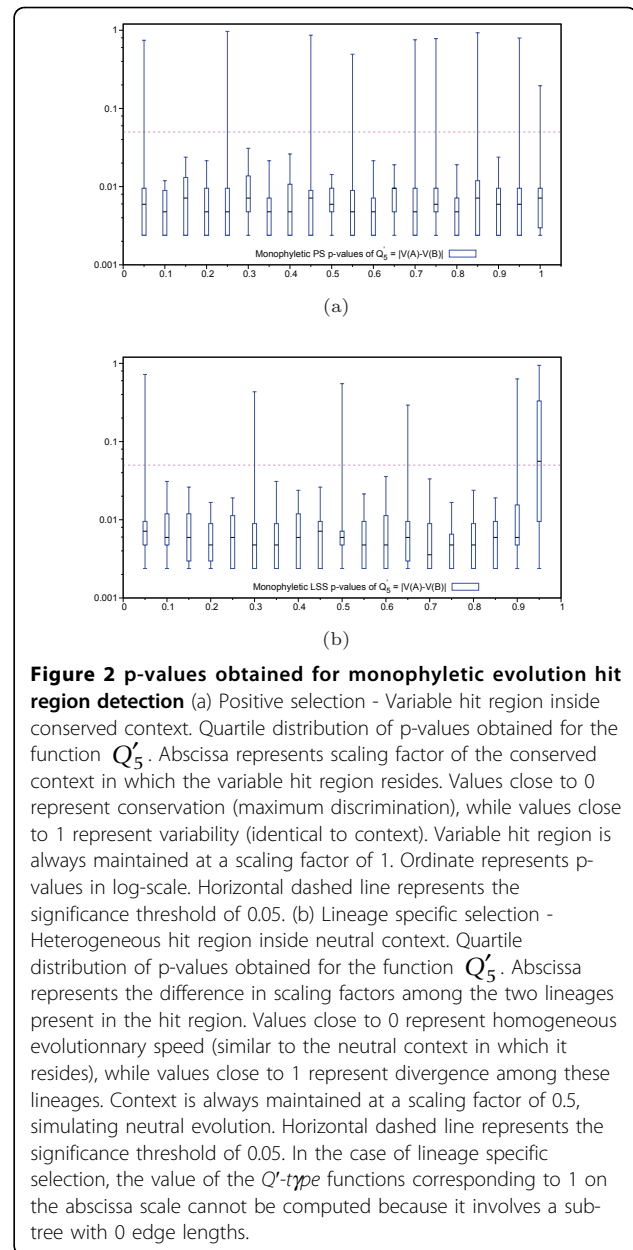 1
0.1
0.01
0.001
Monophyletic PS p-values of Q'5 = |V(A)-V(B)|
0 0.1 0.2 0.3 0.4 0.5 0.6 0.7 0.8 0.9 1
(a)
1
0.1
0.01
0.001
Monophyletic LSS p-values of Q'5 = |V(A)-V(B)|
0 0.1 0.2 0.3 0.4 0.5 0.6 0.7 0.8 0.9 1
(b)
Figure 2 p-values obtained for monophyletic evolution hit
region detection (a) Positive selection - Variable hit region inside
conserved context. Quartile distribution of p-values obtained for the
function Q'5. Abscissa represents scaling factor of the conserved
context in which the variable hit region resides. Values close to 0
represent conservation (maximum discrimination), while values close
to 1 represent variability (identical to context). Variable hit region is
always maintained at a scaling factor of 1. Ordinate represents p-
values in log-scale. Horizontal dashed line represents the
significance threshold of 0.05. (b) Lineage specific selection -
Heterogeneous hit region inside neutral context. Quartile
distribution of p-values obtained for the function Q'5. Abscissa
represents the difference in scaling factors among the two lineages
present in the hit region. Values close to 0 represent homogeneous
evolutionnary speed (similar to the neutral context in which it
resides), while values close to 1 represent divergence among these
lineages. Context is always maintained at a scaling factor of 0.5,
simulating neutral evolution. Horizontal dashed line represents the
significance threshold of 0.05. In the case of lineage specific
selection, the value of the Q'-tγpe functions corresponding to 1 on
the abscissa scale cannot be computed because it involves a sub-
tree with 0 edge lengths.